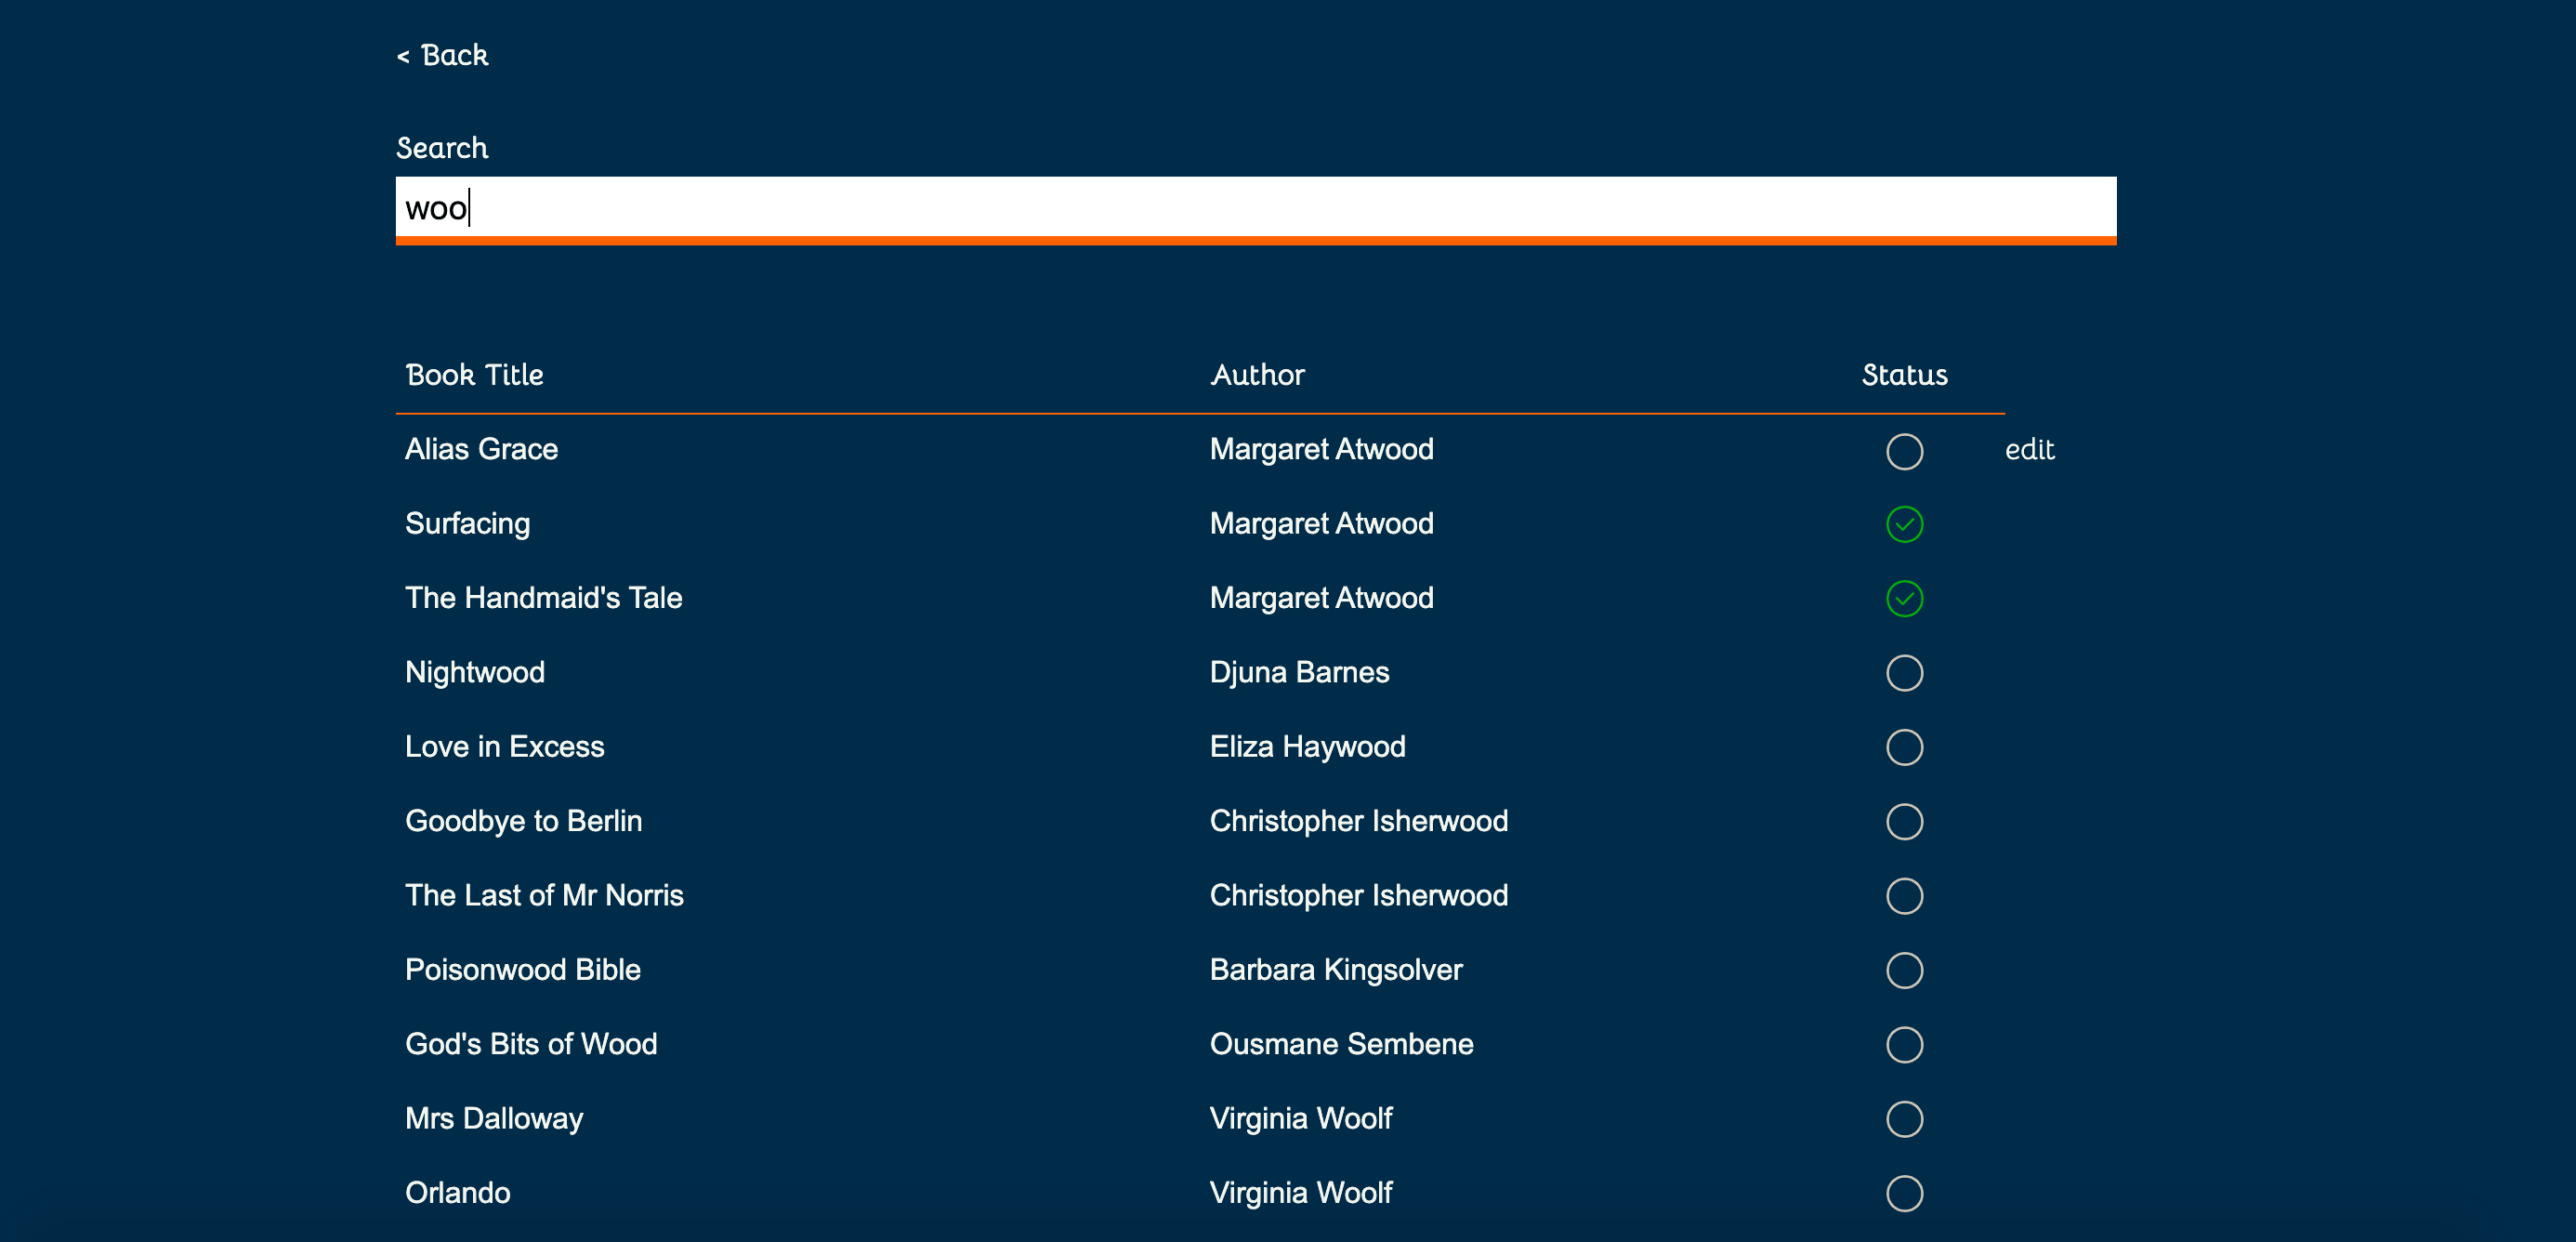 < Back
Search
woo
Book Title Author Status
Alias Grace Margaret Atwood edit
Surfacing Margaret Atwood
The Handmaid's Tale Margaret Atwood
Nightwood Djuna Barnes
Love in Excess Eliza Haywood
Goodbye to Berlin Christopher Isherwood
The Last of Mr Norris Christopher Isherwood
Poisonwood Bible Barbara Kingsolver
God's Bits of Wood Ousmane Sembene
Mrs Dalloway Virginia Woolf
Orlando Virginia Woolf